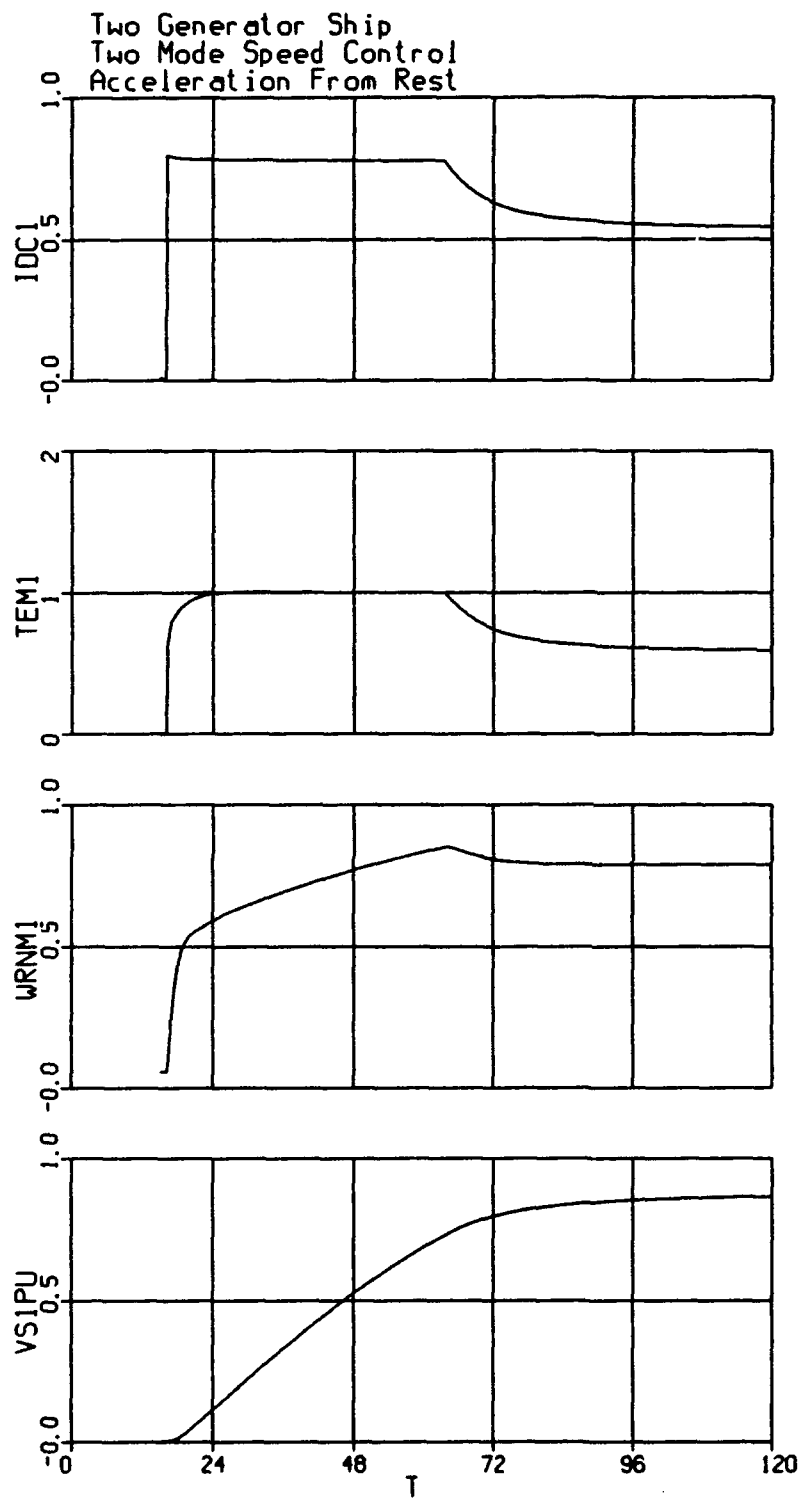 Two Generator Ship
Two Mode Speed Control
Acceleration From Rest
1.0
0.5
-0.0
IDC1
2
1
0
TEM1
1.0
0.5
-0.0
WRNM1
1.0
0.5
-0.0
VS1PU
0 24 48 72 96 120
T